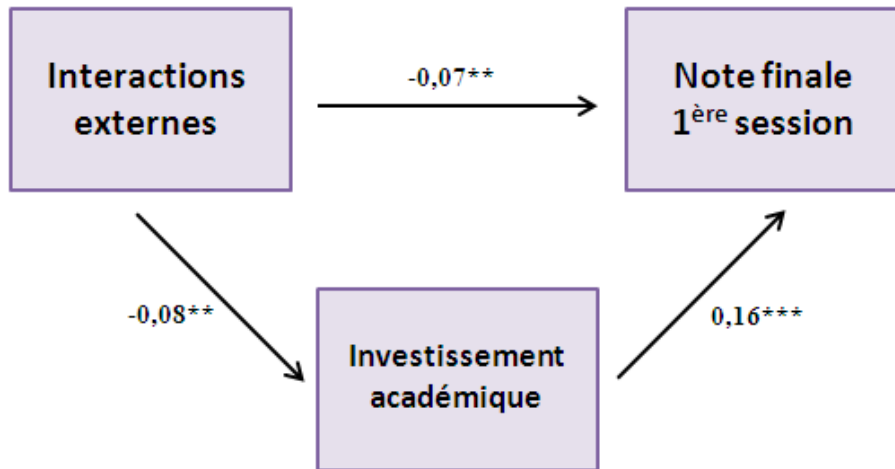 Interactions
externes
-0,07**
Note finale
1ère session
-0,08**
0,16***
Investissement
académique